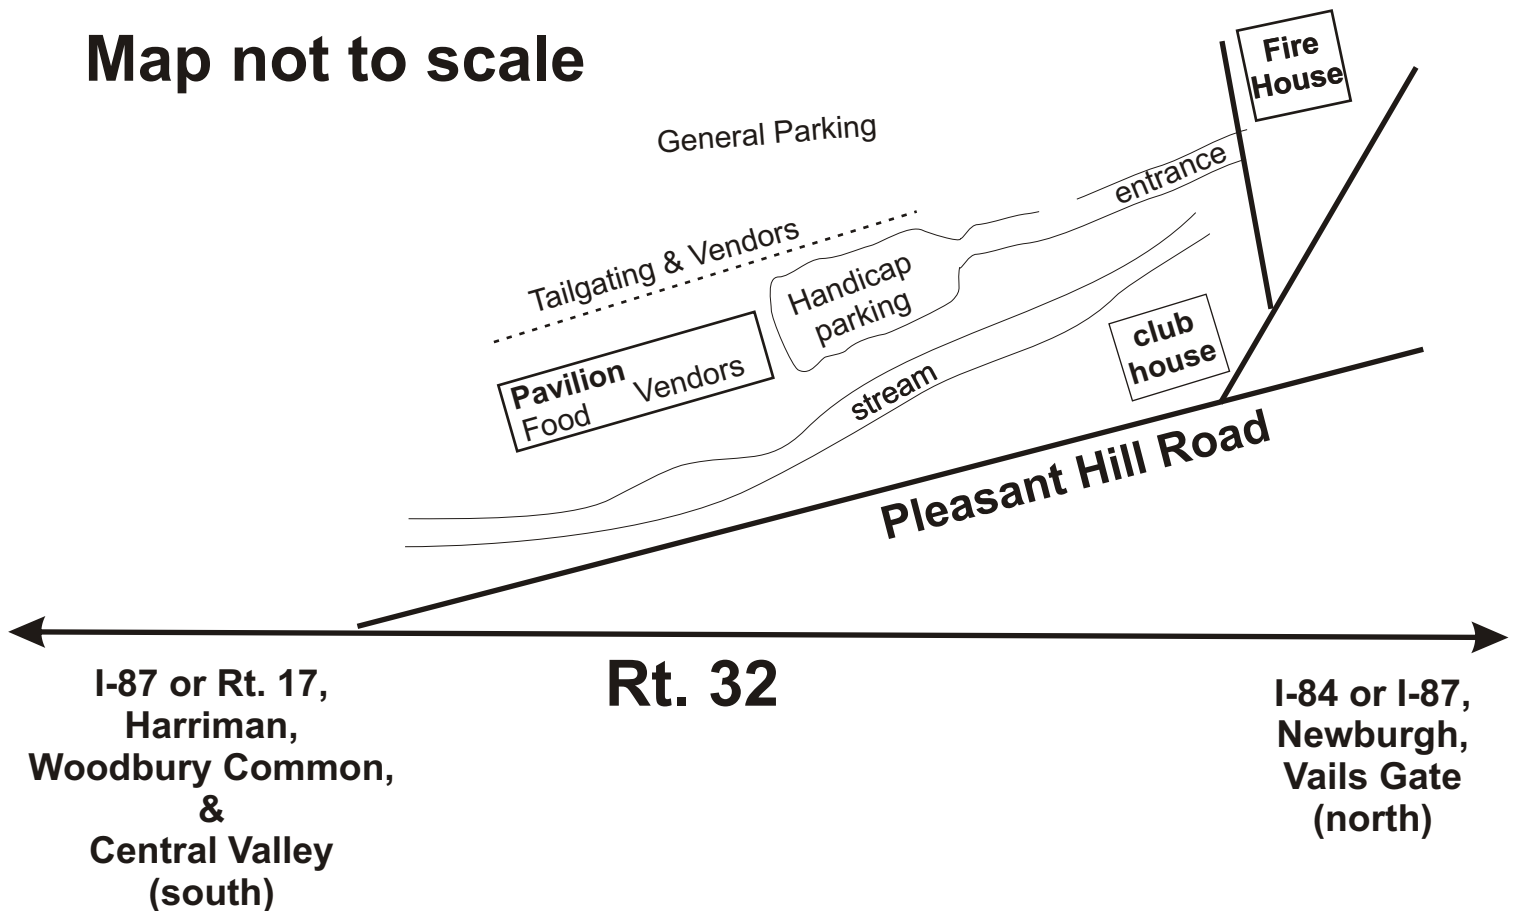 Map not to scale
Fire
House
General Parking
entrance
Tailgating & Vendors
Handicap
parking
club
house
Pavilion
Vendors
Food
stream
Pleasant Hill Road
Rt. 32
I-87 or Rt. 17,
Harriman,
Woodbury Common,
&
Central Valley
(south)
I-84 or I-87,
Newburgh,
Vails Gate
(north)